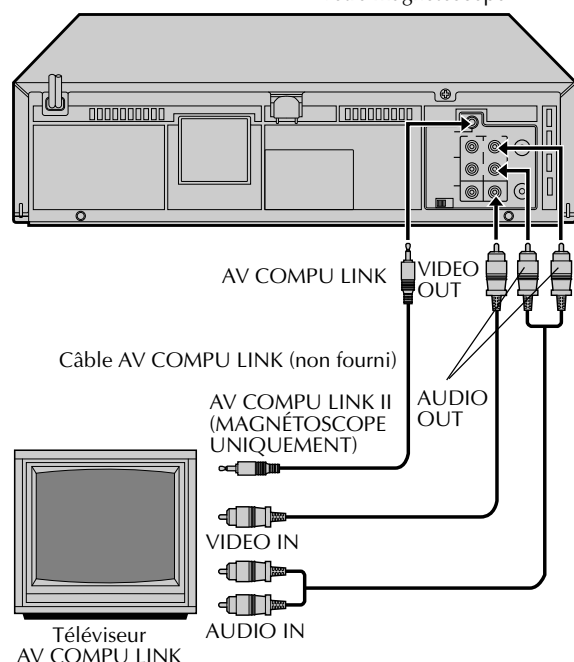 AV COMPU LINK
VIDEO
OUT
Câble AV COMPU LINK (non fourni)
AV COMPU LINK II
(MAGNÉTOSCOPE
UNIQUEMENT)
AUDIO
OUT
VIDEO IN
AUDIO IN
Téléviseur
AV COMPU LINK